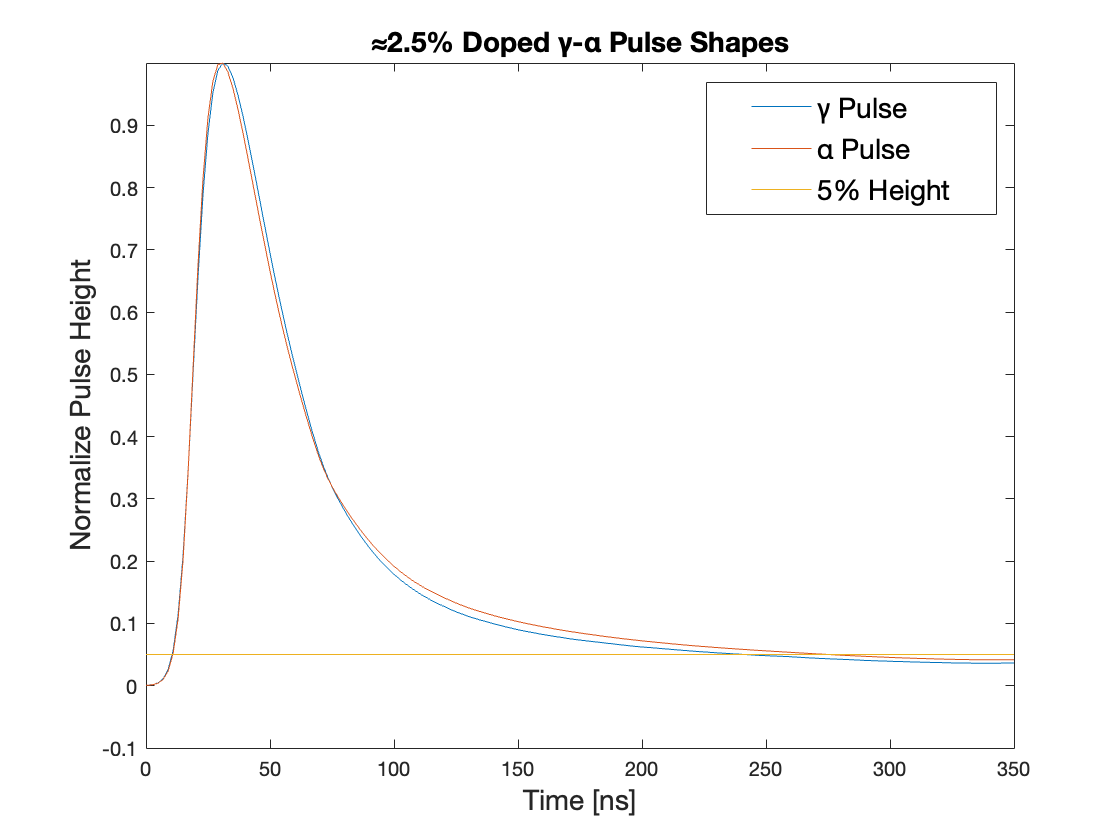 ≈2.5% Doped γ-α Pulse Shapes
γ Pulse
α Pulse
5% Height
Normalize Pulse Height
0.9
0.8
0.7
0.6
0.5
0.4
0.3
0.2
0.1
0
-0.1
0 50 100 150 200 250 300 350
Time [ns]